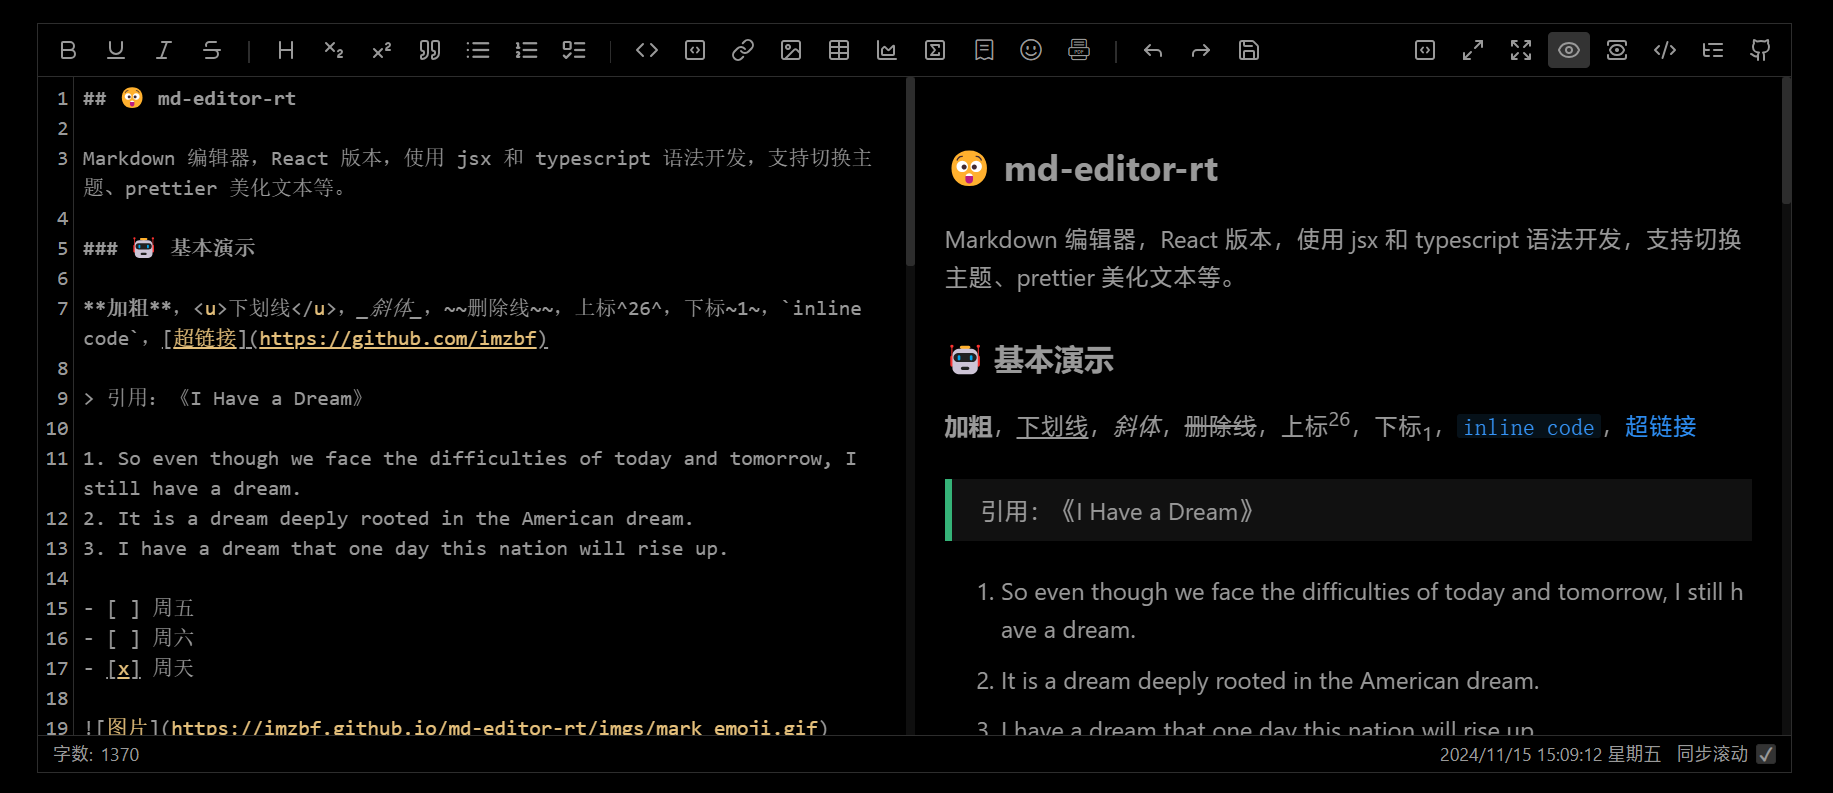 1 ## 😲 md-editor-rt
2
3 Markdown 编辑器，React 版本，使用 jsx 和 typescript 语法开发，支持切换主
题、prettier 美化文本等。
4
5 ### 🤖 基本演示
6
7 **加粗**，<u>下划线</u>，_斜体_，~~删除线~~，上标^26^，下标~1~，`inline
code`，[超链接](https://github.com/imzbf)
8
9 > 引用：《I Have a Dream》
10
11 1. So even though we face the difficulties of today and tomorrow, I
still have a dream.
12 2. It is a dream deeply rooted in the American dream.
13 3. I have a dream that one day this nation will rise up.
14
15 - [ ] 周五
16 - [ ] 周六
17 - [x] 周天
18
19 ![图片](https://imzbf.github.io/md-editor-rt/imgs/mark_emoji.gif)
😲 md-editor-rt
Markdown 编辑器，React 版本，使用 jsx 和 typescript 语法开发，支持切换
主题、prettier 美化文本等。
🤖 基本演示
加粗，下划线，斜体，删除线，上标26，下标1，inline code，超链接
引用：《I Have a Dream》
1. So even though we face the difficulties of today and tomorrow, I still h
ave a dream.
2. It is a dream deeply rooted in the American dream.
3. I have a dream that one day this nation will rise up.
字数: 1370
2024/11/15 15:09:12 星期五 同步滚动